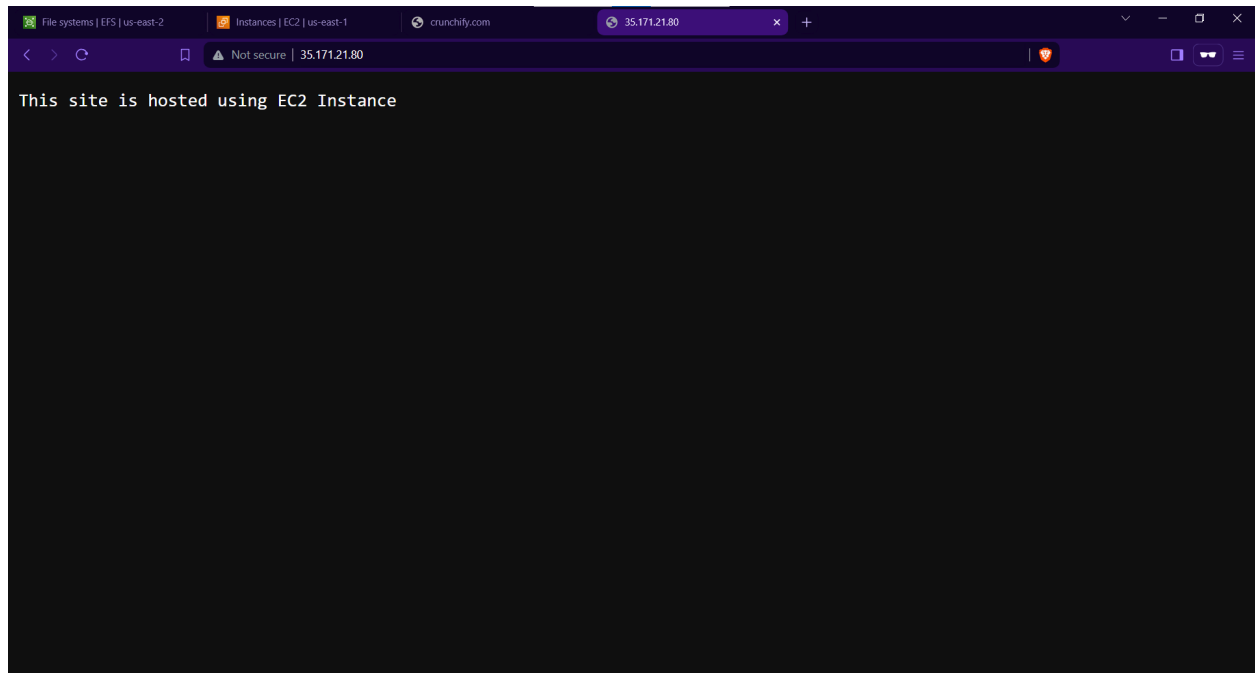 File systems | EFS | us-east-2
Instances | EC2 | us-east-1
crunchify.com
35.171.21.80
Not secure | 35.171.21.80
This site is hosted using EC2 Instance